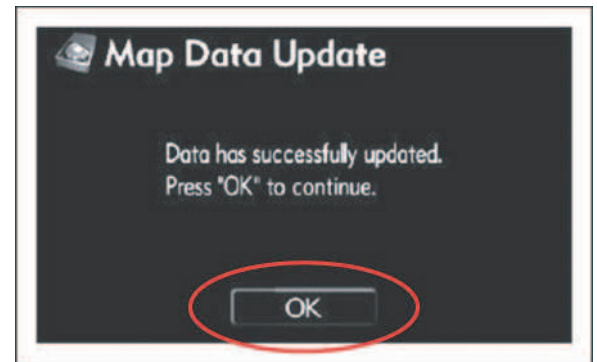 Map Data Update
Data has successfully updated.
Press "OK" to continue.
OK